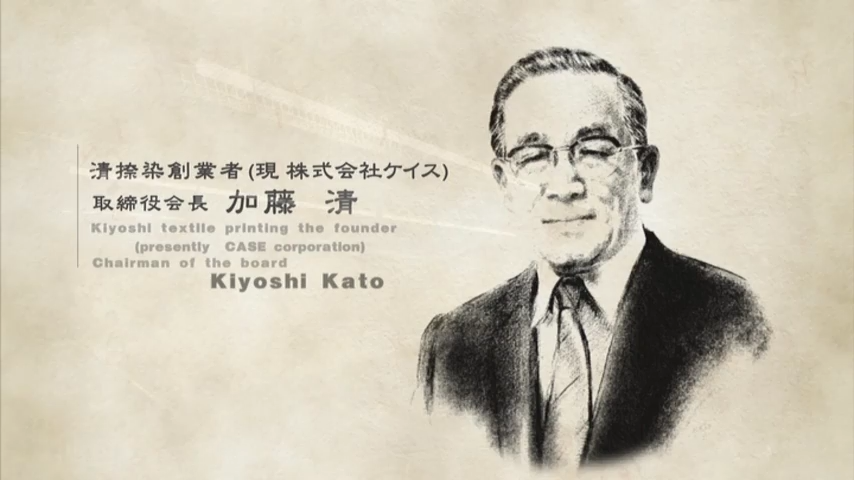 清捺染創業者(現 株式会社ケイス)
取締役会長 加藤 清
Kiyoshi textile printing the founder
(presently CASE corporation)
Chairman of the board
Kiyoshi Kato